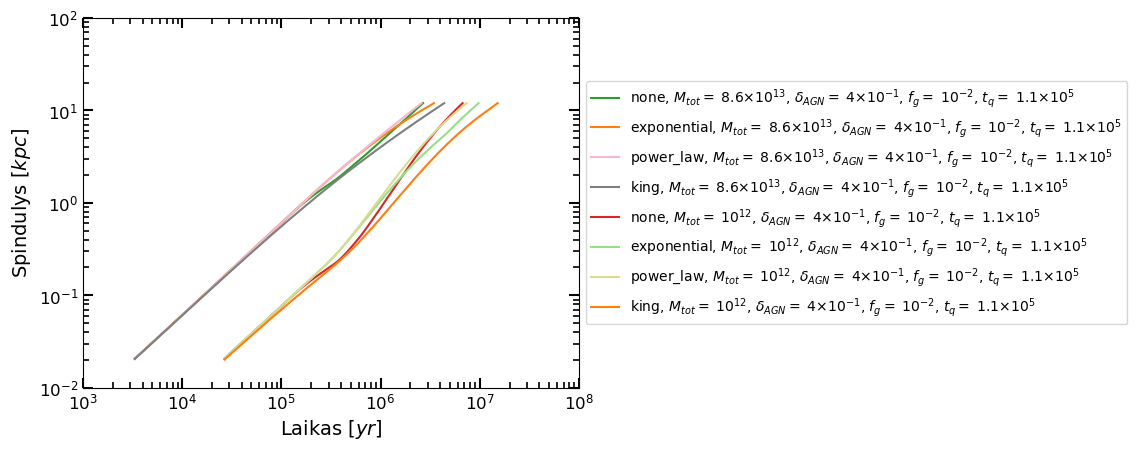 10²
10¹
10⁰
10⁻¹
10⁻²
Spindulys [kpc]
10³ 10⁴ 10⁵ 10⁶ 10⁷ 10⁸
Laikas [yr]
none, M_tot = 8.6×10¹³, δ_AGN = 4×10⁻¹, f_g = 10⁻², t_q = 1.1×10⁵
exponential, M_tot = 8.6×10¹³, δ_AGN = 4×10⁻¹, f_g = 10⁻², t_q = 1.1×10⁵
power_law, M_tot = 8.6×10¹³, δ_AGN = 4×10⁻¹, f_g = 10⁻², t_q = 1.1×10⁵
king, M_tot = 8.6×10¹³, δ_AGN = 4×10⁻¹, f_g = 10⁻², t_q = 1.1×10⁵
none, M_tot = 10¹², δ_AGN = 4×10⁻¹, f_g = 10⁻², t_q = 1.1×10⁵
exponential, M_tot = 10¹², δ_AGN = 4×10⁻¹, f_g = 10⁻², t_q = 1.1×10⁵
power_law, M_tot = 10¹², δ_AGN = 4×10⁻¹, f_g = 10⁻², t_q = 1.1×10⁵
king, M_tot = 10¹², δ_AGN = 4×10⁻¹, f_g = 10⁻², t_q = 1.1×10⁵